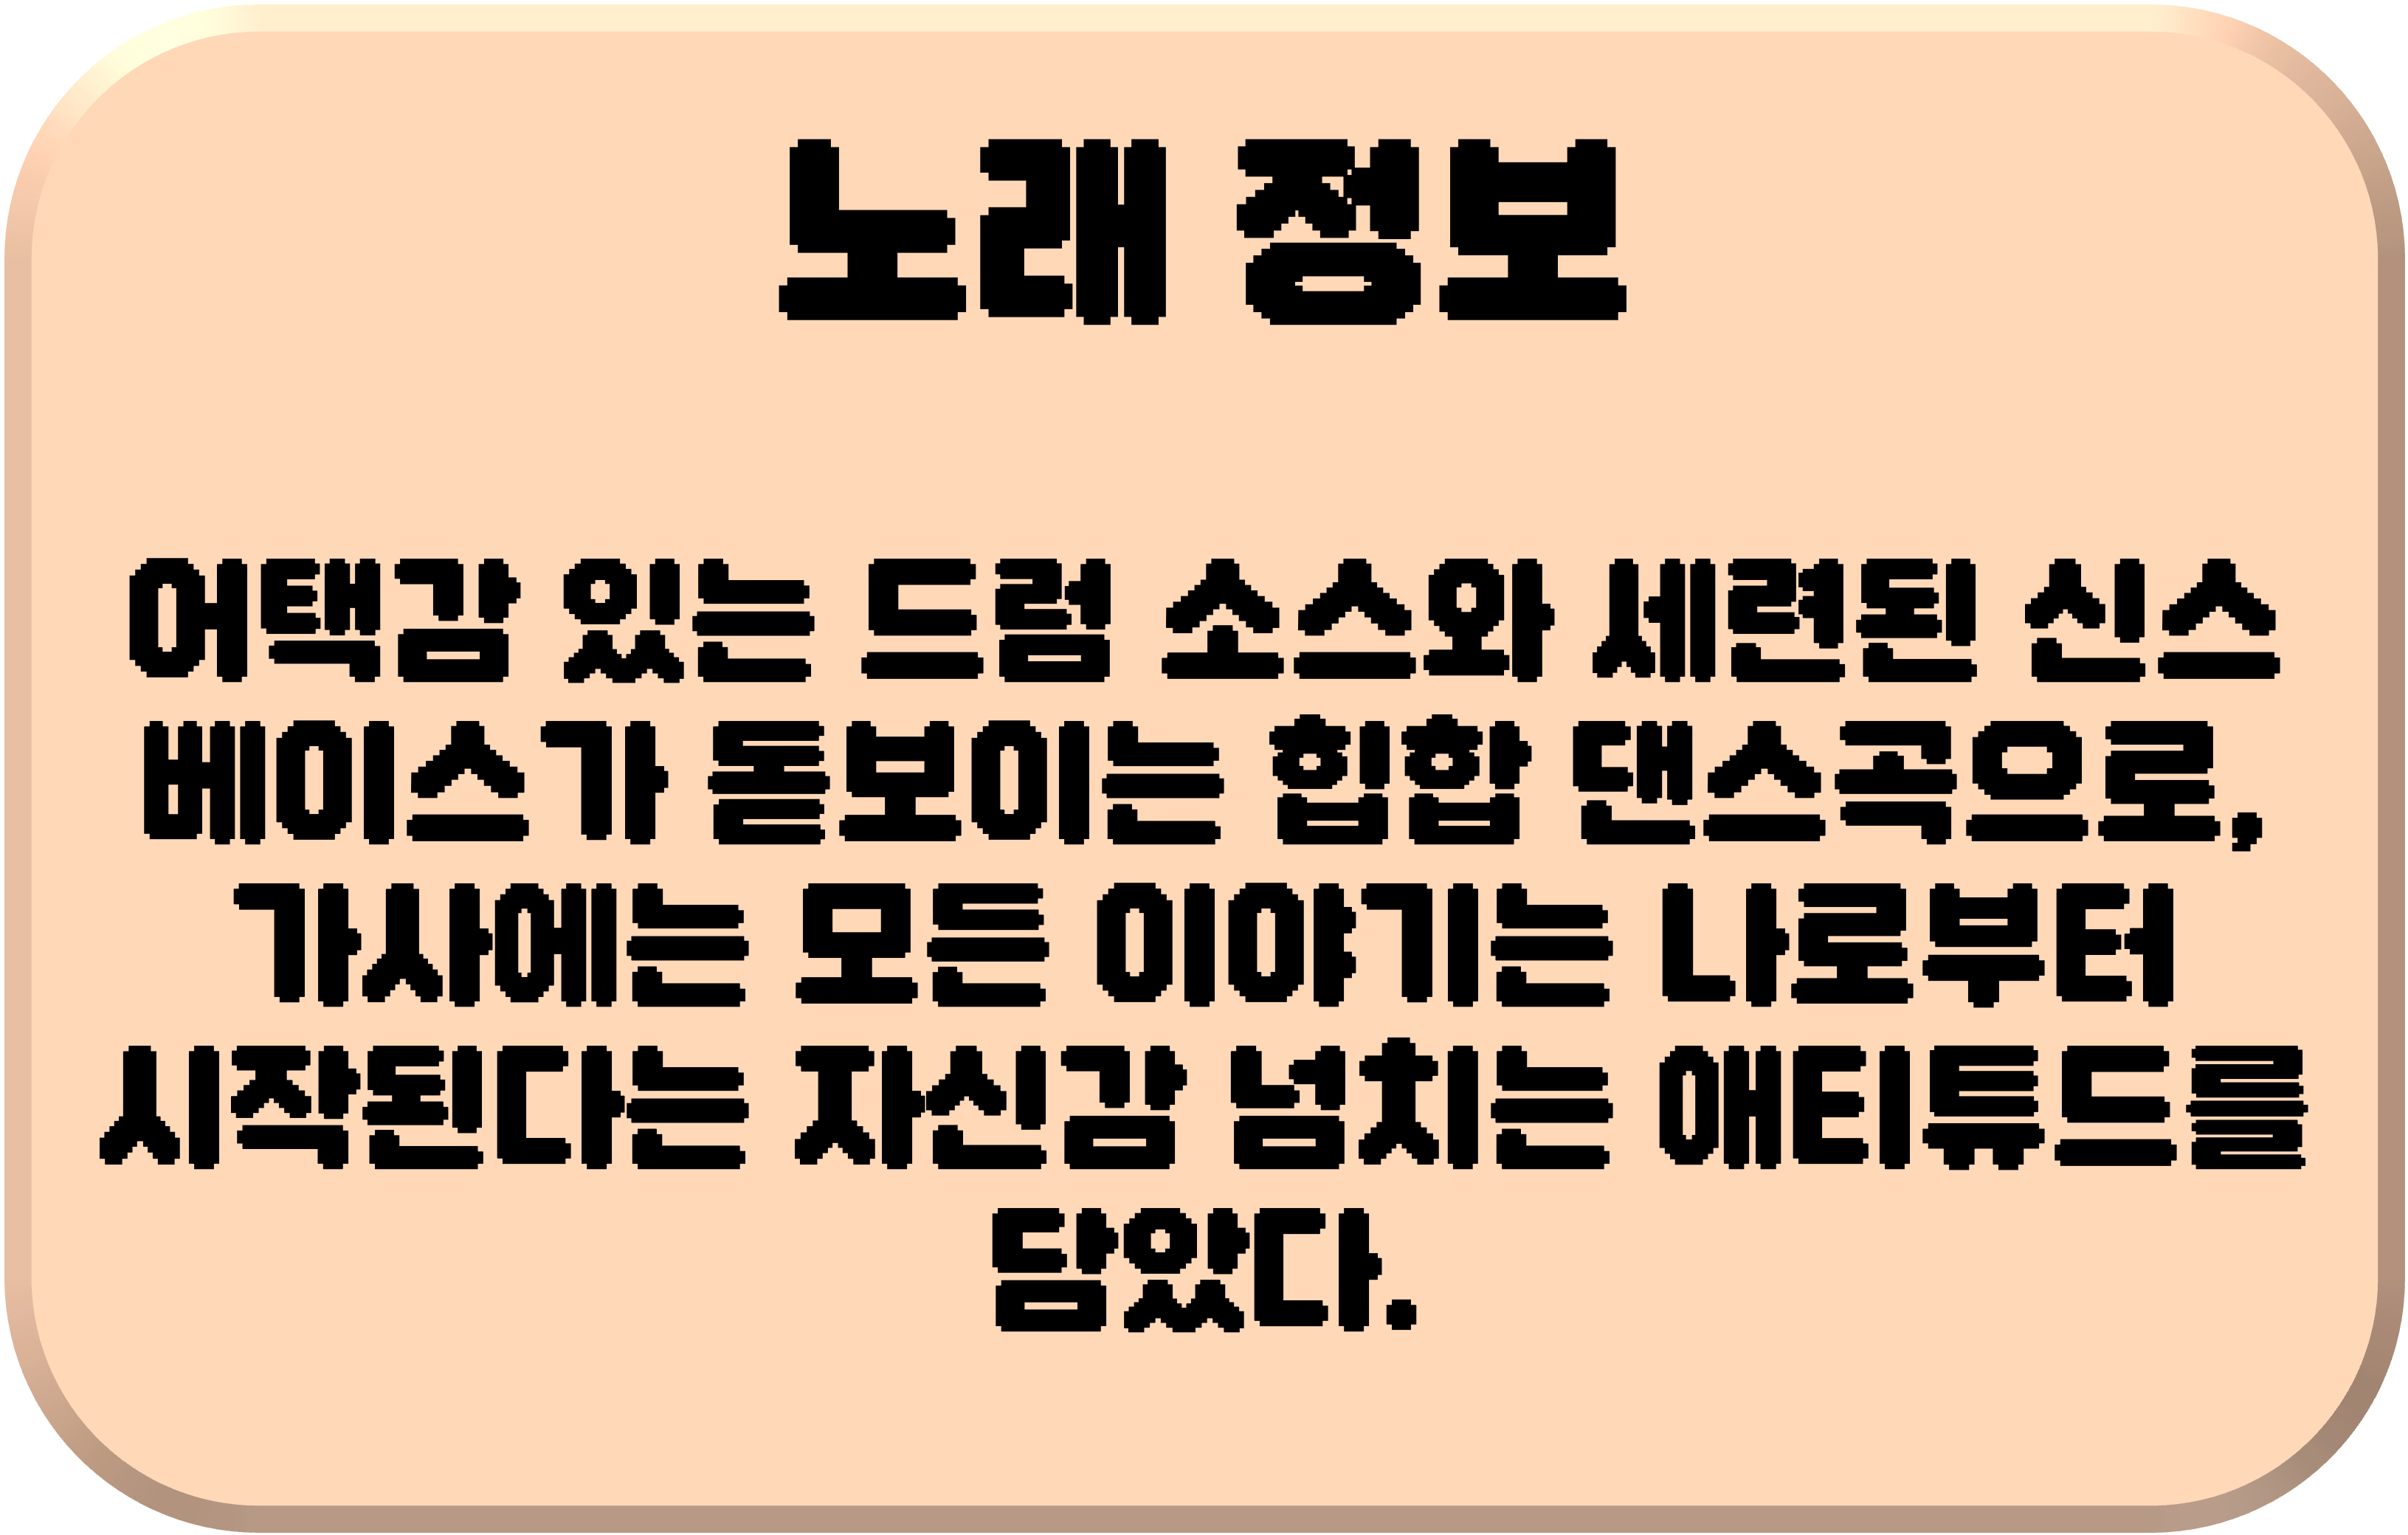 노래 정보
어택감 있는 드럼 소스와 세련된 신스
베이스가 돋보이는 힙합 댄스곡으로,
가사에는 모든 이야기는 나로부터
시작된다는 자신감 넘치는 애티튜드를
담았다.